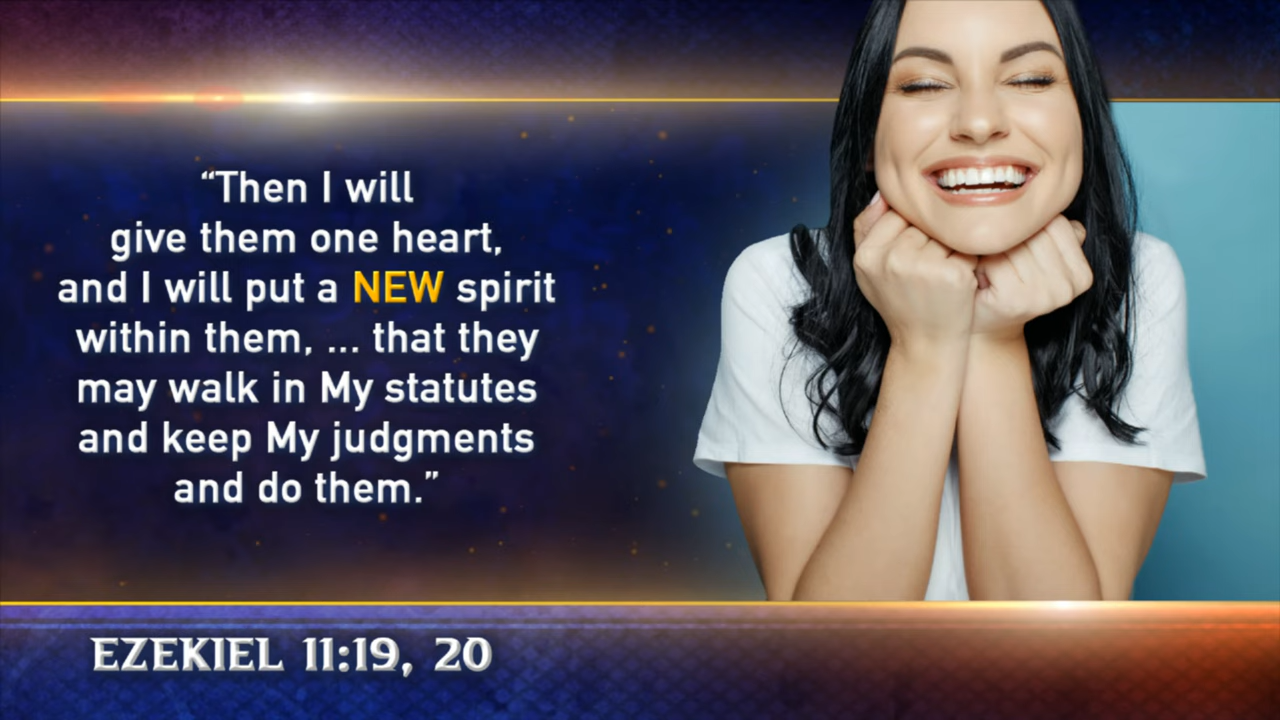 “Then I will
give them one heart,
and I will put a NEW spirit
within them, ... that they
may walk in My statutes
and keep My judgments
and do them.”
EZEKIEL 11:19, 20